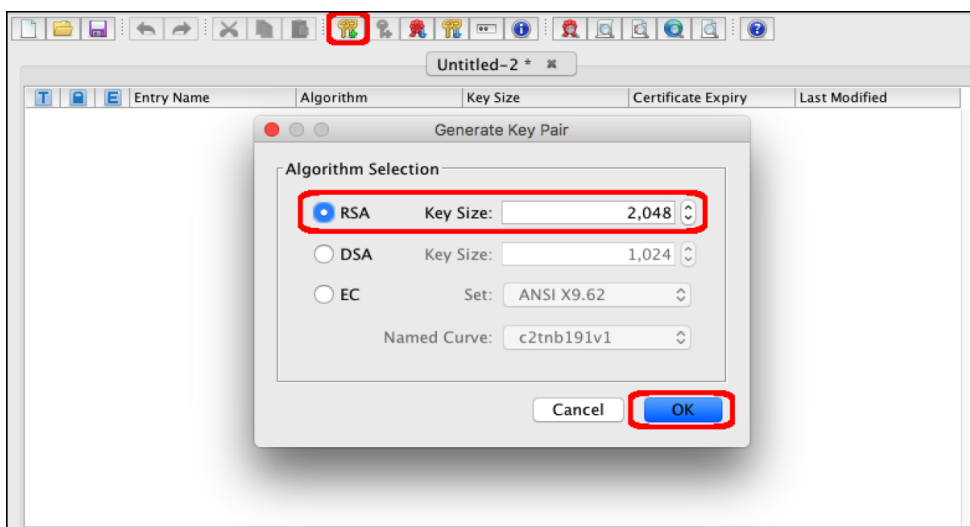 Untitled-2 *
T E Entry Name Algorithm Key Size Certificate Expiry Last Modified
Generate Key Pair
Algorithm Selection
RSA Key Size: 2,048
DSA Key Size: 1,024
EC Set: ANSI X9.62
Named Curve: c2tnb191v1
Cancel OK